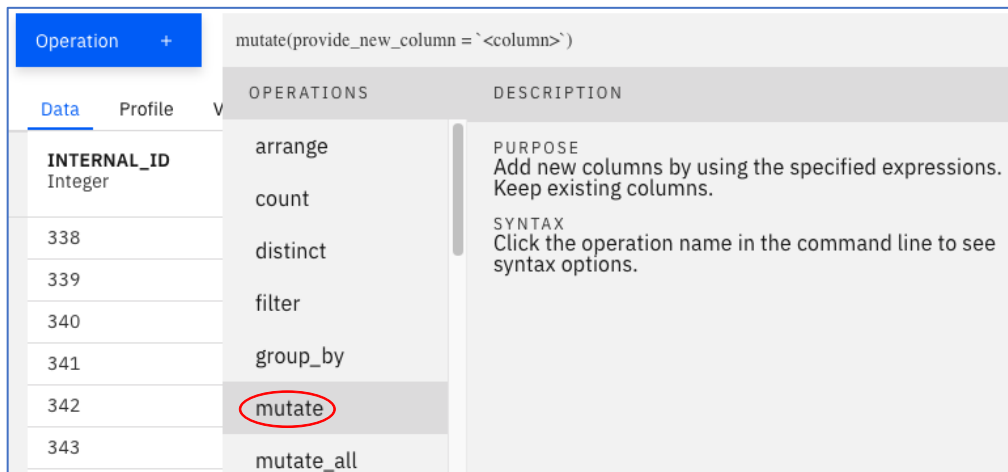 Operation +
mutate(provide_new_column = `<column>`)
OPERATIONS
DESCRIPTION
Data
Profile
V
INTERNAL_ID
Integer
338
339
340
341
342
343
arrange
count
distinct
filter
group_by
mutate
mutate_all
PURPOSE
Add new columns by using the specified expressions.
Keep existing columns.
SYNTAX
Click the operation name in the command line to see
syntax options.